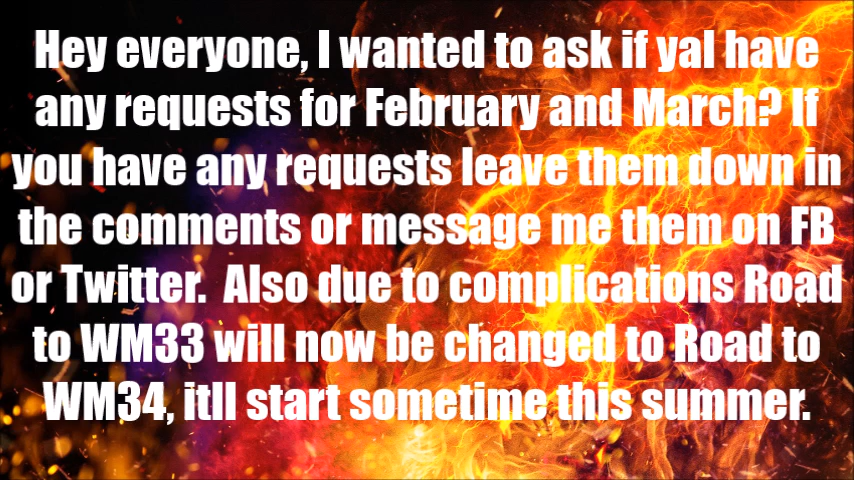 Hey everyone, I wanted to ask if yal have
any requests for February and March? If
you have any requests leave them down in
the comments or message me them on FB
or Twitter.  Also due to complications Road
to WM33 will now be changed to Road to
WM34, itll start sometime this summer.